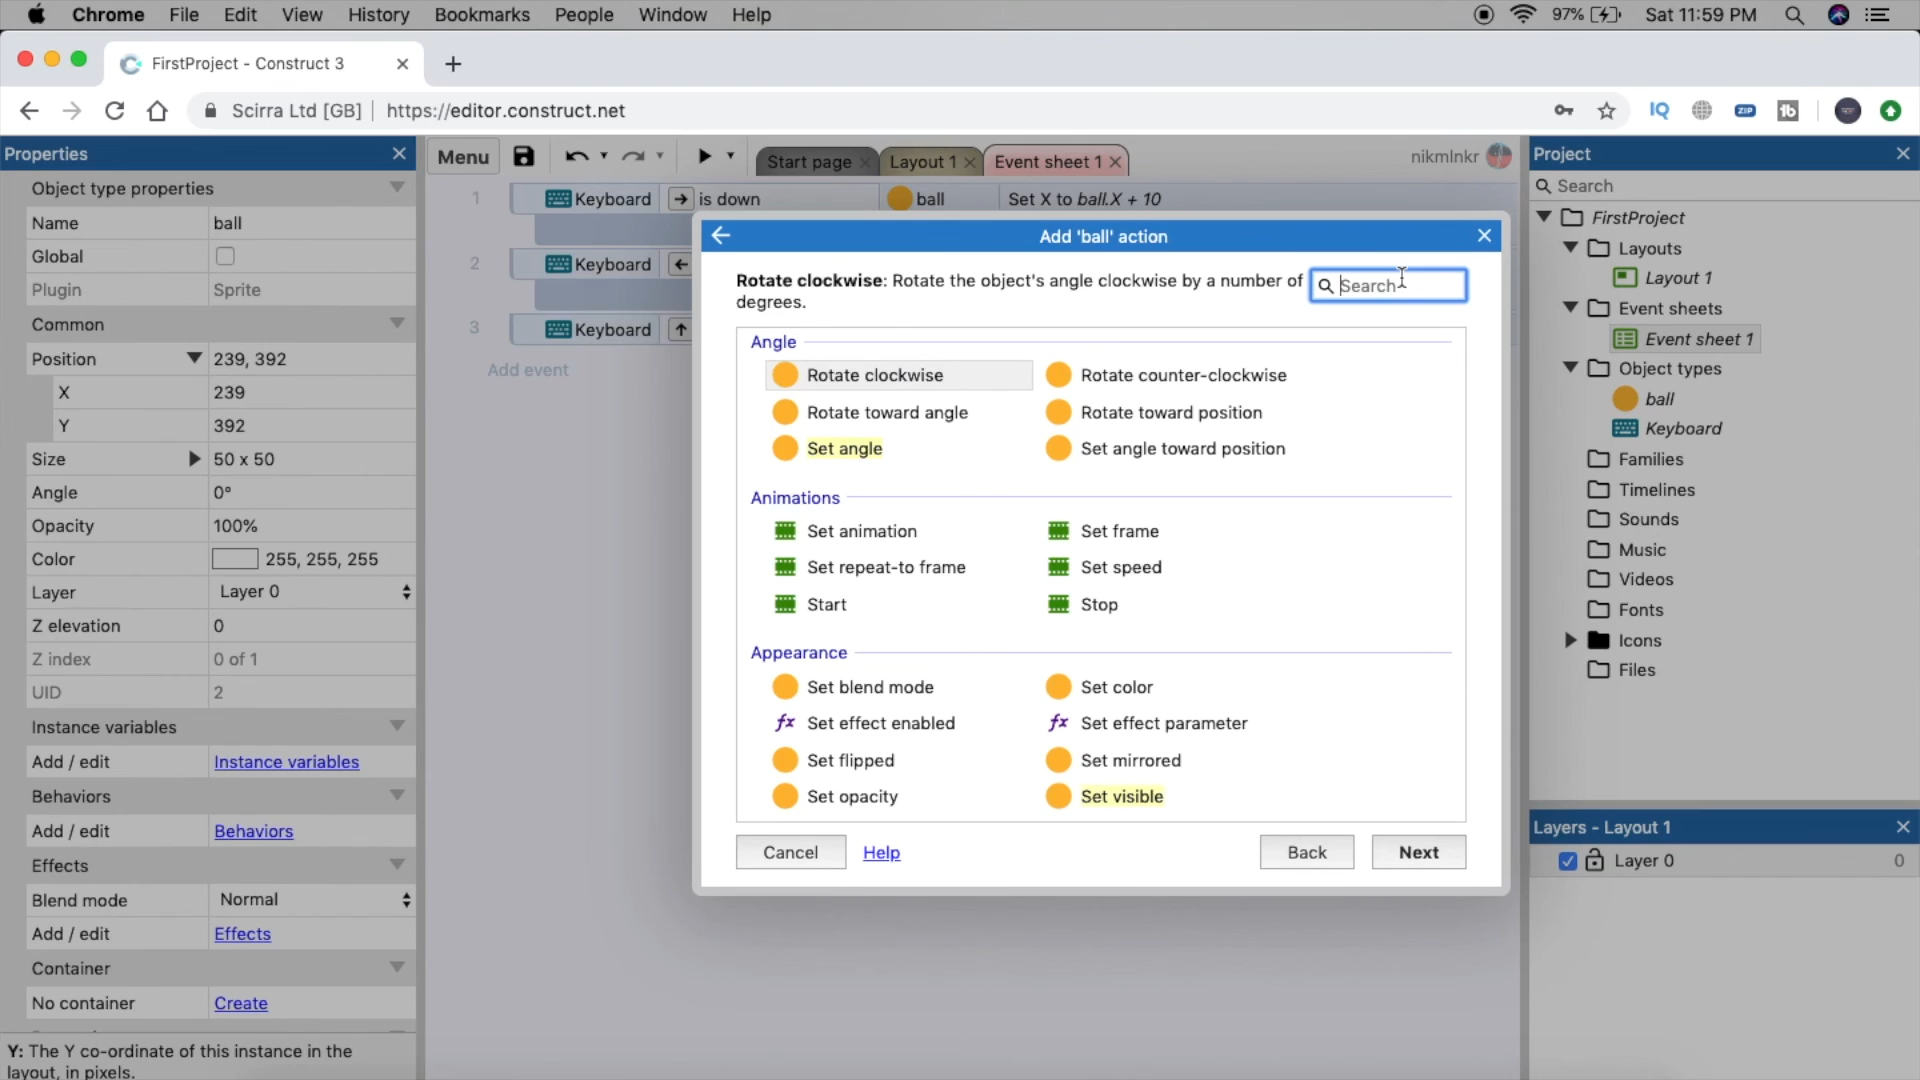 Chrome File Edit View History Bookmarks People Window Help 97% Sat 11:59 PM
FirstProject - Construct 3
Scirra Ltd [GB] https://editor.construct.net IQ ZIP tb
Properties
Object type properties
Name ball
Global
Plugin Sprite
Common
Position 239, 392
X 239
Y 392
Size 50 x 50
Angle 0°
Opacity 100%
Color 255, 255, 255
Layer Layer 0
Z elevation 0
Z index 0 of 1
UID 2
Instance variables
Add / edit Instance variables
Behaviors
Add / edit Behaviors
Effects
Blend mode Normal
Add / edit Effects
Container
No container Create
Y: The Y co-ordinate of this instance in the
layout, in pixels.
Menu Start page Layout 1 Event sheet 1 nikmlnkr
1 Keyboard → is down ball Set X to ball.X + 10
2 Keyboard ←
3 Keyboard ↑
Add event
Add 'ball' action
Rotate clockwise: Rotate the object's angle clockwise by a number of
degrees.
Search
Angle
Rotate clockwise Rotate counter-clockwise
Rotate toward angle Rotate toward position
Set angle Set angle toward position
Animations
Set animation Set frame
Set repeat-to frame Set speed
Start Stop
Appearance
Set blend mode Set color
fx Set effect enabled fx Set effect parameter
Set flipped Set mirrored
Set opacity Set visible
Cancel Help Back Next
Project
Search
FirstProject
Layouts
Layout 1
Event sheets
Event sheet 1
Object types
ball
Keyboard
Families
Timelines
Sounds
Music
Videos
Fonts
Icons
Files
Layers - Layout 1
Layer 0 0